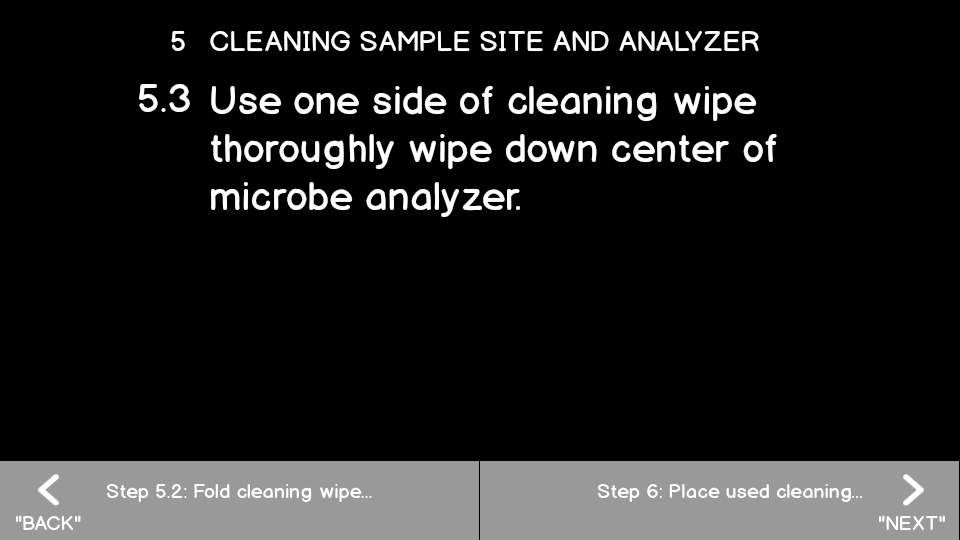 5 CLEANING SAMPLE SITE AND ANALYZER
5.3 Use one side of cleaning wipe
thoroughly wipe down center of
microbe analyzer.
Step 5.2: Fold cleaning wipe...
"BACK"
Step 6: Place used cleaning...
"NEXT"